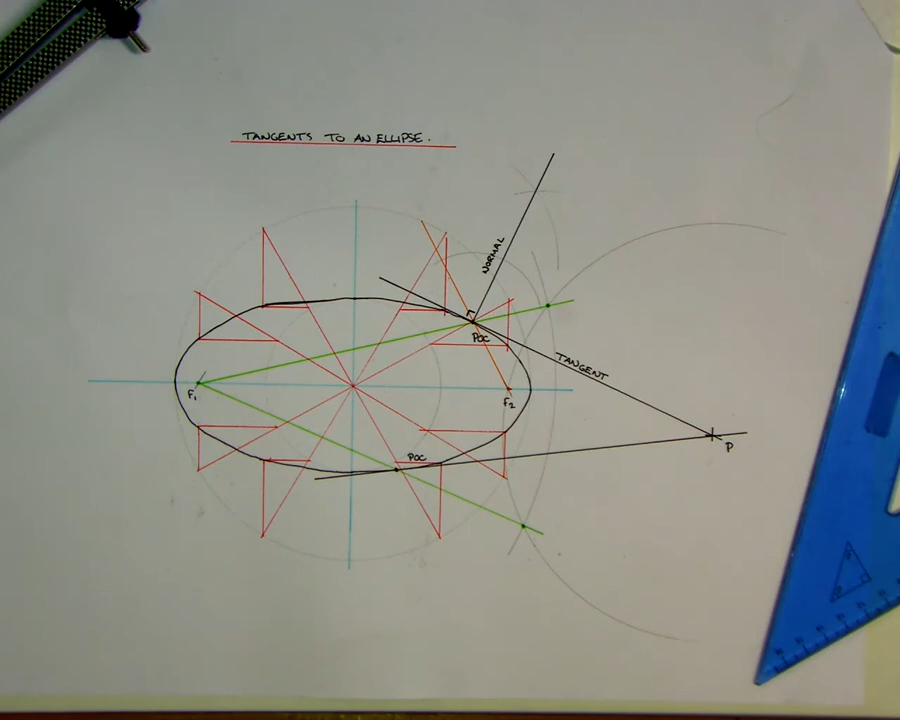 TANGENTS TO AN ELLIPSE.
NORMAL
POC
TANGENT
F1
F2
P
POC